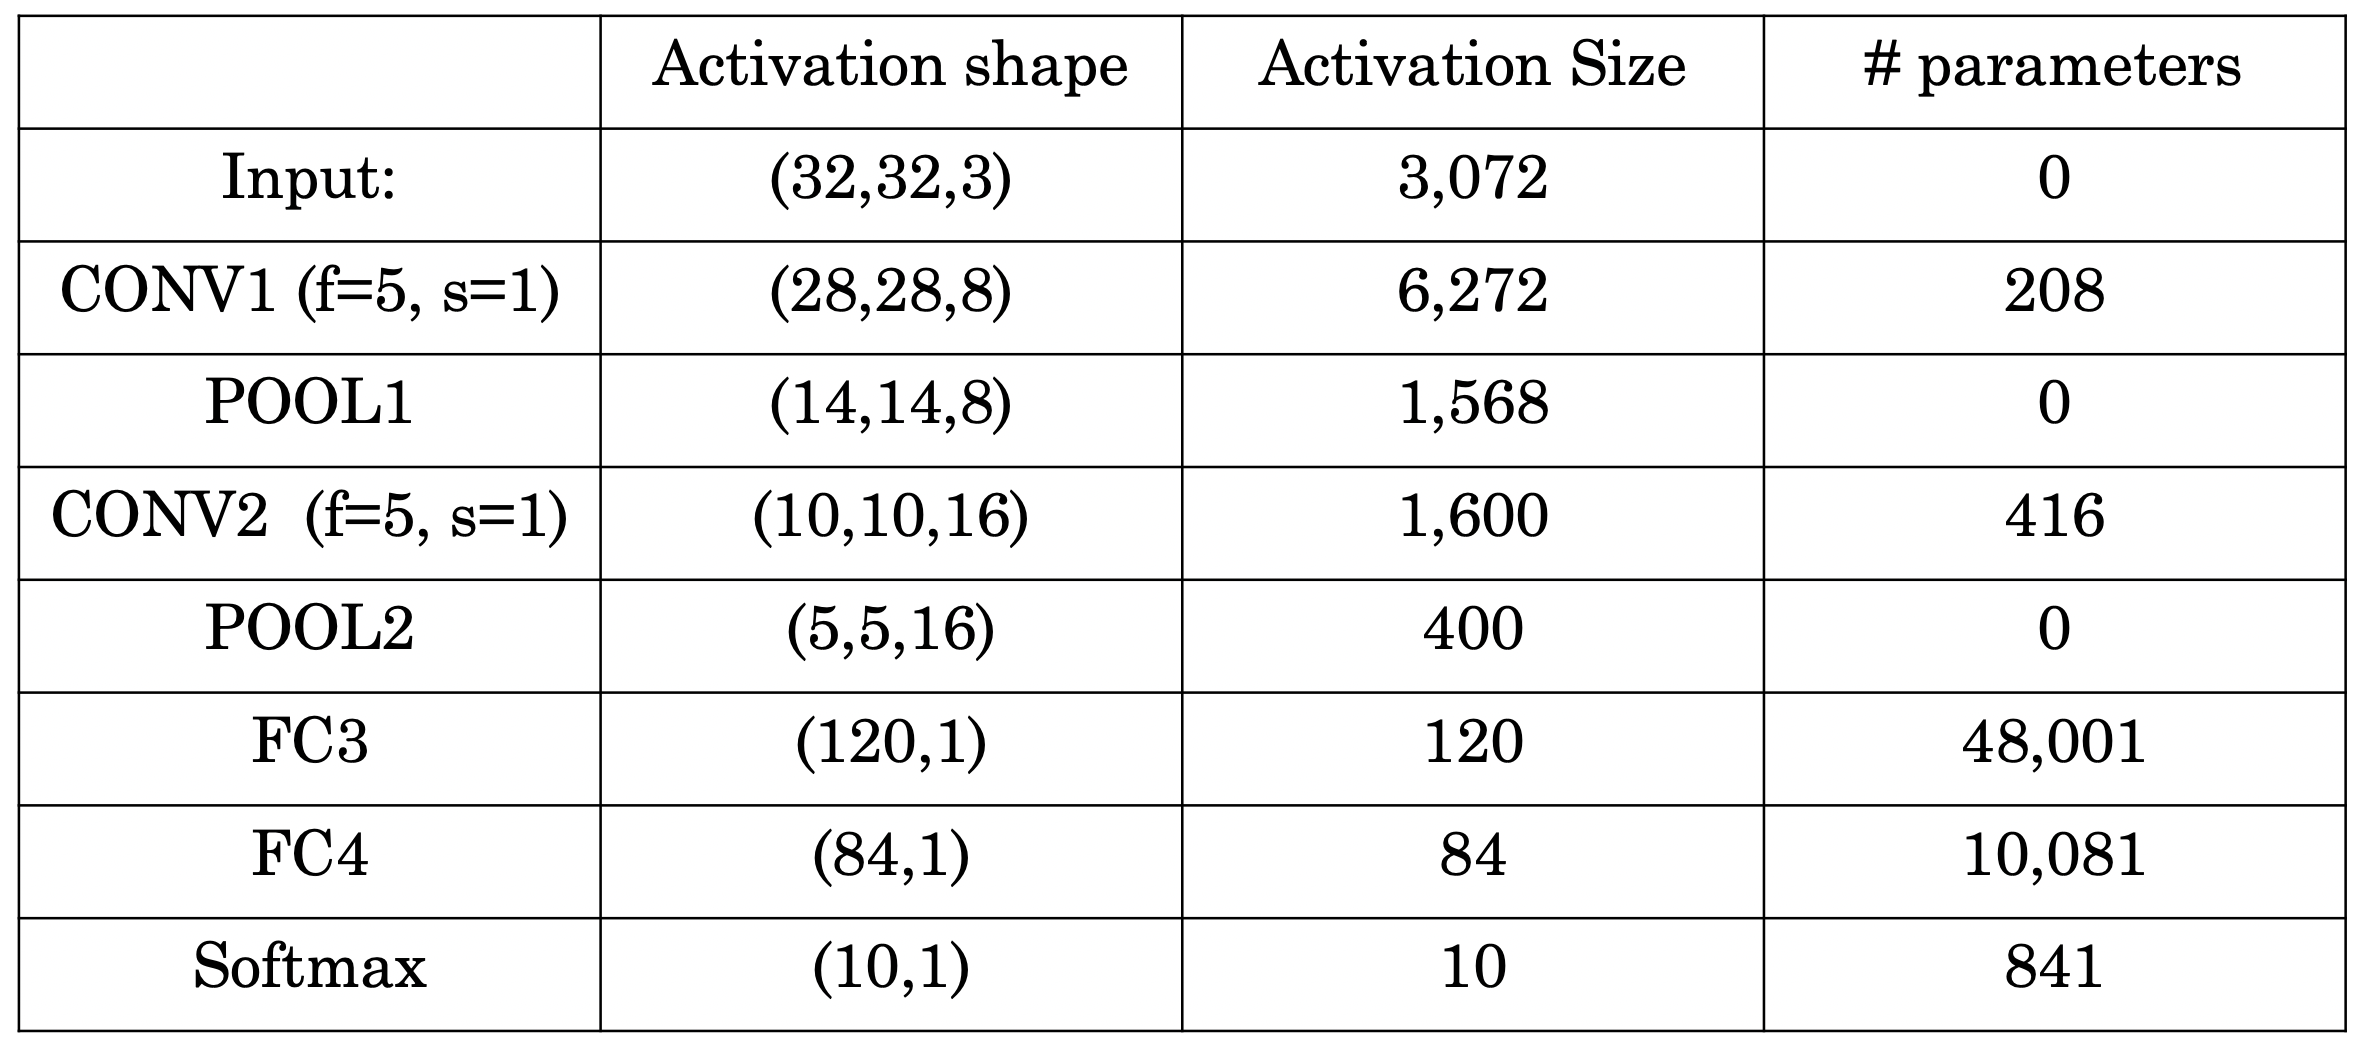 Activation shape Activation Size # parameters
Input: (32,32,3) 3,072 0
CONV1 (f=5, s=1) (28,28,8) 6,272 208
POOL1 (14,14,8) 1,568 0
CONV2 (f=5, s=1) (10,10,16) 1,600 416
POOL2 (5,5,16) 400 0
FC3 (120,1) 120 48,001
FC4 (84,1) 84 10,081
Softmax (10,1) 10 841